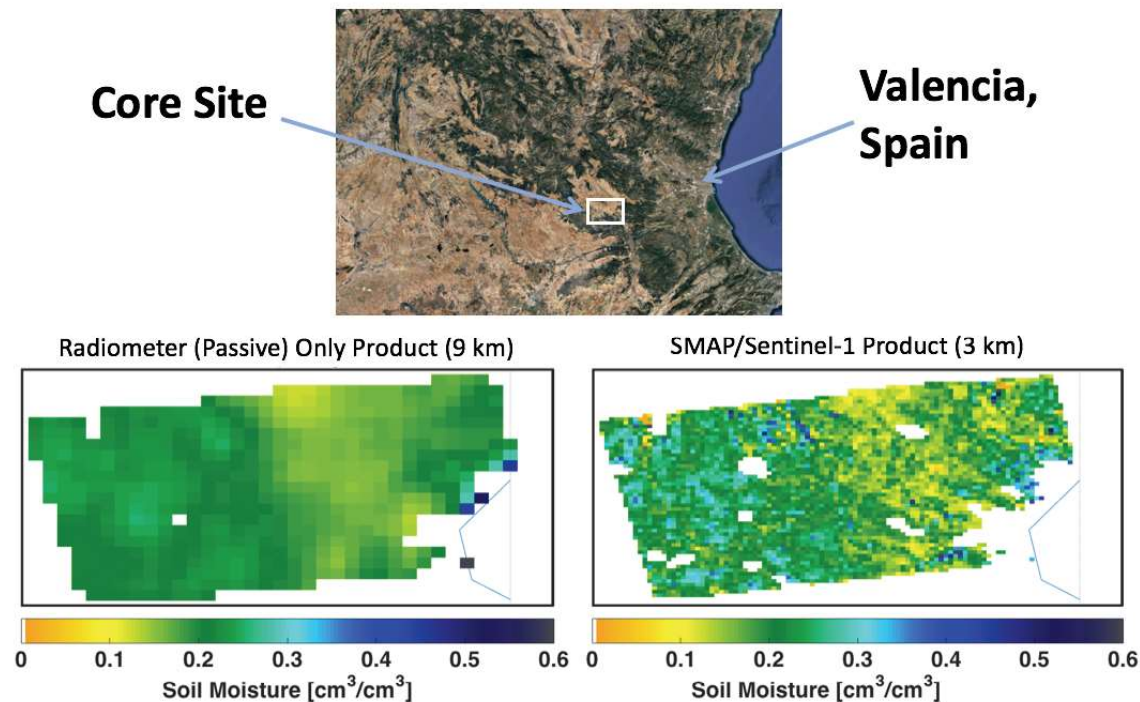 Core Site
Valencia,
Spain
Radiometer (Passive) Only Product (9 km)
SMAP/Sentinel-1 Product (3 km)
0 0.1 0.2 0.3 0.4 0.5 0.6
Soil Moisture [cm³/cm³]
0 0.1 0.2 0.3 0.4 0.5 0.6
Soil Moisture [cm³/cm³]